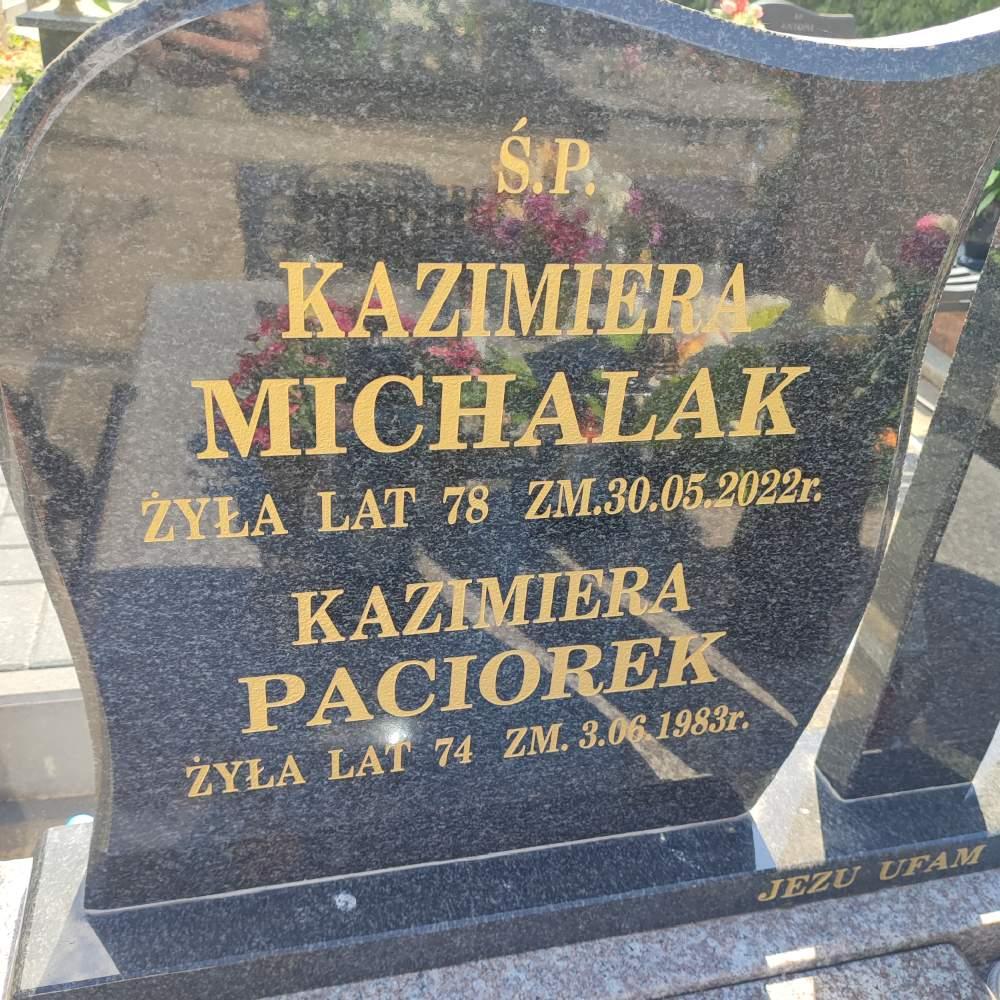 Ś.P.
KAZIMIERA
MICHALAK
ŻYŁA LAT 78 ZM.30.05.2022r.
KAZIMIERA
PACIOREK
ŻYŁA LAT 74 ZM. 3.06.1983r.
JEZU UFAM